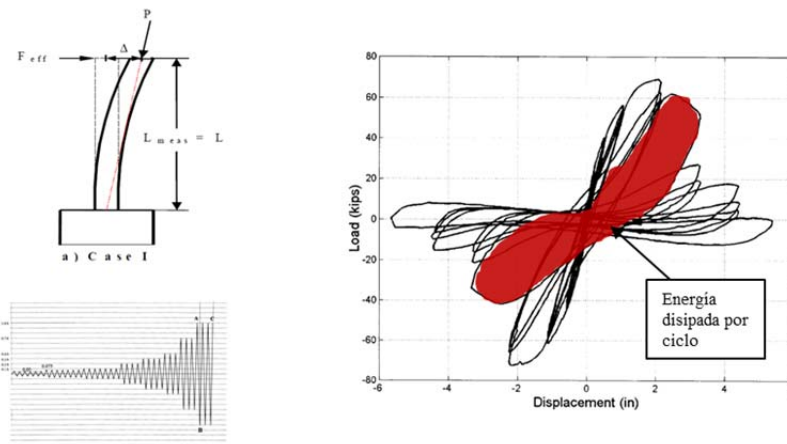 P
F eff
Δ
L meas = L
a) Case I
A C
B
80
60
40
20
0
-20
-40
-60
-80
Load (kips)
-6 -4 -2 0 2 4
Displacement (in)
Energía
disipada por
ciclo